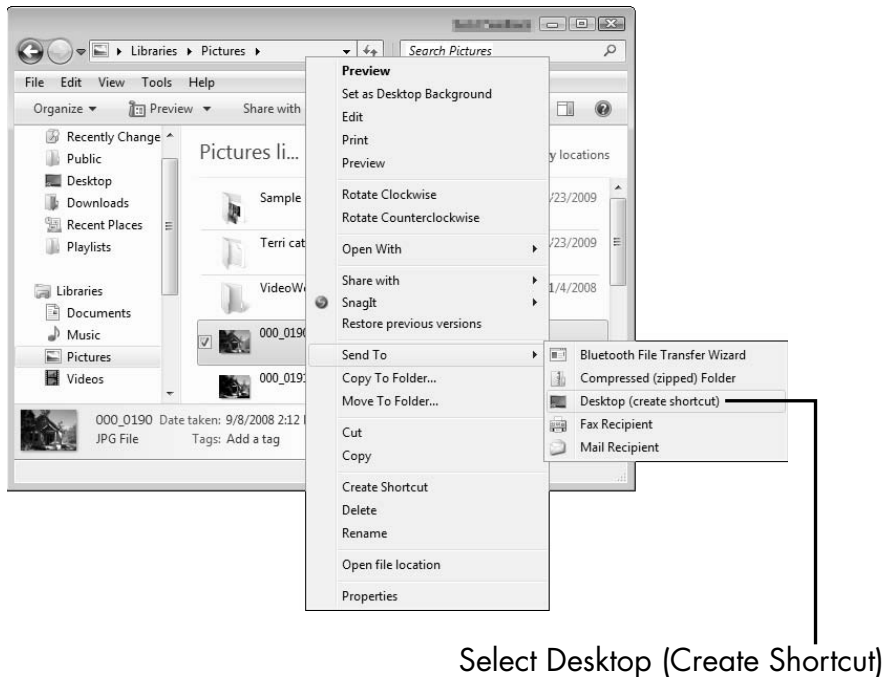 Libraries ▸ Pictures ▸
Search Pictures
File Edit View Tools Help
Organize ▾ Preview ▾ Share with
Recently Change
Public
Desktop
Downloads
Recent Places
Playlists
Libraries
Documents
Music
Pictures
Videos
Pictures li...
y locations
Sample
/23/2009
Terri cat
/23/2009
VideoW
1/4/2008
000_0190
000_019
000_0190 Date taken: 9/8/2008 2:12
JPG File Tags: Add a tag
Preview
Set as Desktop Background
Edit
Print
Preview
Rotate Clockwise
Rotate Counterclockwise
Open With
Share with
SnagIt
Restore previous versions
Send To
Copy To Folder...
Move To Folder...
Cut
Copy
Create Shortcut
Delete
Rename
Open file location
Properties
Bluetooth File Transfer Wizard
Compressed (zipped) Folder
Desktop (create shortcut)
Fax Recipient
Mail Recipient
Select Desktop (Create Shortcut)